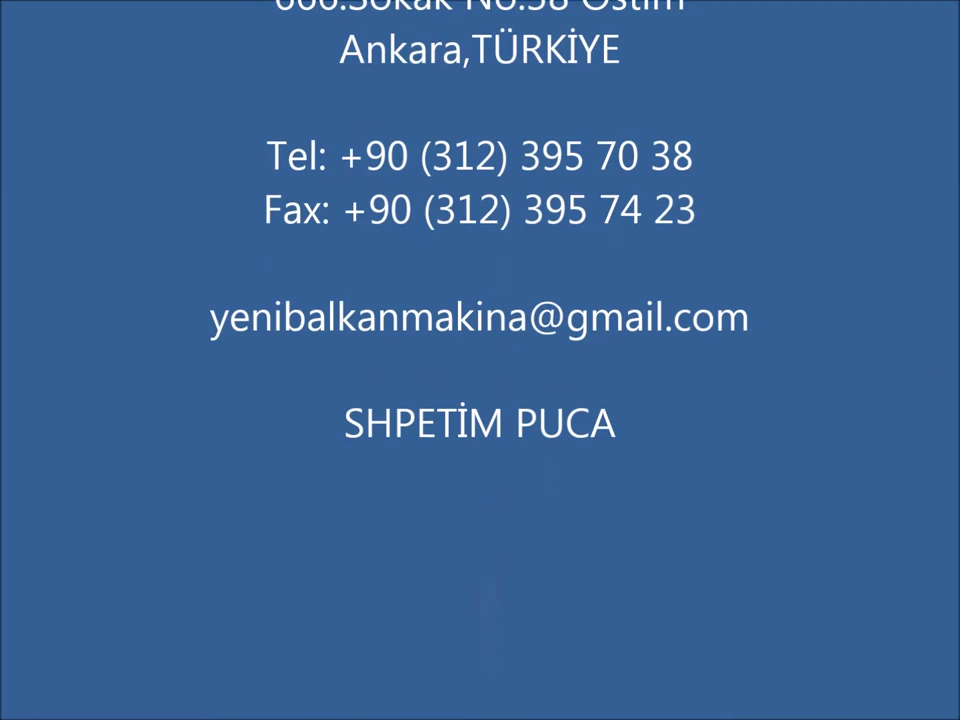 Ostim
Ankara,TÜRKİYE
Tel: +90 (312) 395 70 38
Fax: +90 (312) 395 74 23
yenibalkanmakina@gmail.com
SHPETİM PUCA